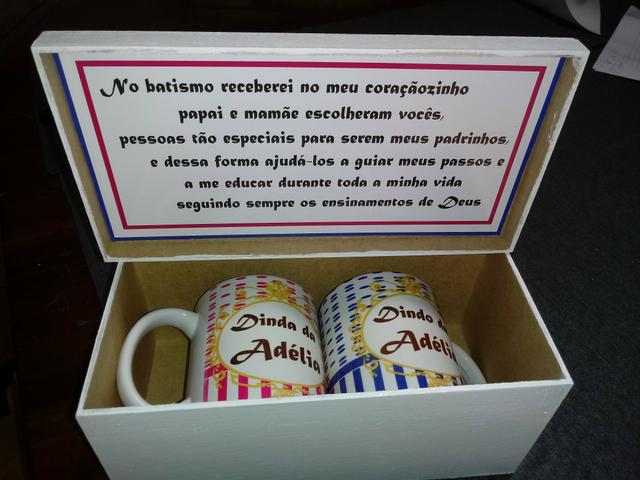 No batismo receberei no meu coraçãozinho
papai e mamãe escolheram vocês,
pessoas tão especiais para serem meus padrinhos,
e dessa forma ajudá-los a guiar meus passos e
a me educar durante toda a minha vida
seguindo sempre os ensinamentos de Deus
Dinda da
Adélia
Dindo da
Adélia